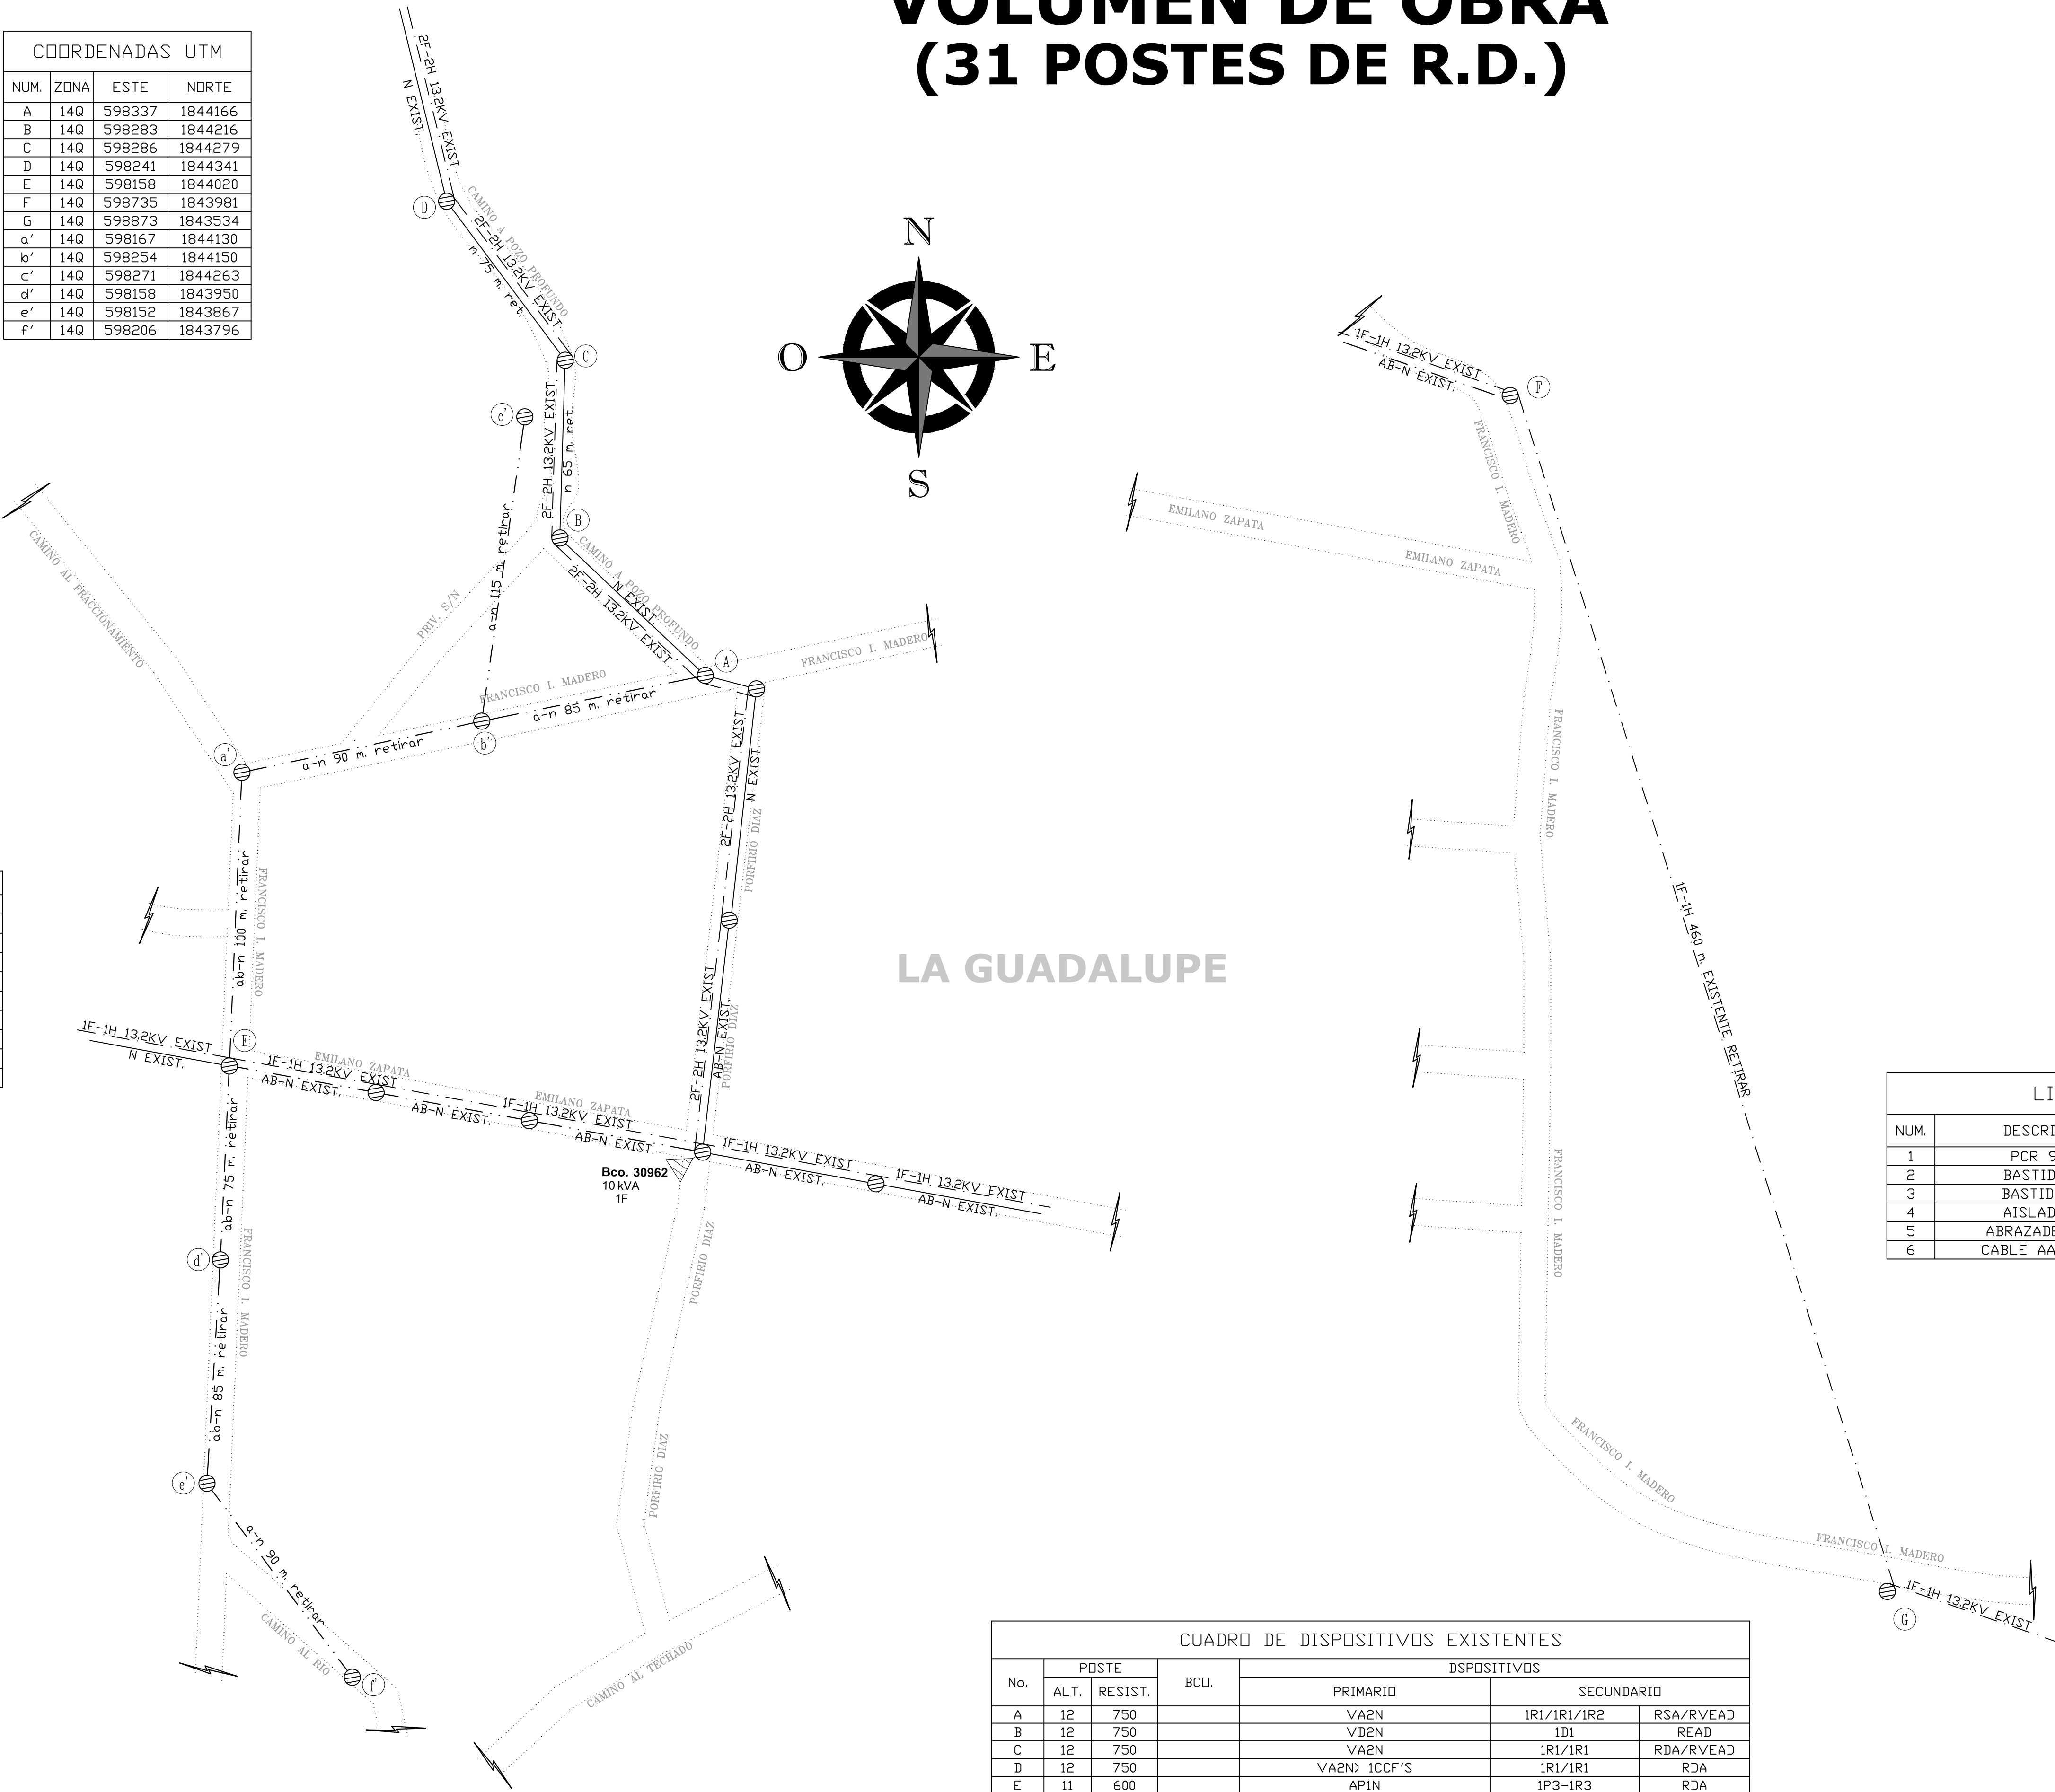 VOLUMEN DE OBRA
(31 POSTES DE R.D.)
COORDENADAS UTM
NUM. ZONA ESTE NORTE
A 14Q 598337 1844166
B 14Q 598283 1844216
C 14Q 598286 1844279
D 14Q 598241 1844341
E 14Q 598158 1844020
F 14Q 598735 1843981
G 14Q 598873 1843534
a' 14Q 598167 1844130
b' 14Q 598254 1844150
c' 14Q 598271 1844263
d' 14Q 598158 1843950
e' 14Q 598152 1843867
f' 14Q 598206 1843796
2F-2H 13.2KV EXIST
N EXIST.
D
CAMINO A POZO PROFUNDO
2F-2H 13.2KV EXIST
n 75 m. ret.
C
c'
2F-2H 13.2KV EXIST
n 65 m. ret.
B
N
O
E
S
1F-1H 13.2KV EXIST
AB-N EXIST.
F
FRANCISCO I. MADERO
EMILANO ZAPATA
EMILANO ZAPATA
CAMINO AL FRACCIONAMIENTO
PRIV. S/N
a-n 115 m. retirar
CAMINO A POZO PROFUNDO
N EXIST.
2F-2H 13.2KV EXIST
A
FRANCISCO I. MADERO
FRANCISCO I. MADERO
a-n 85 m. retirar
b'
a-n 90 m. retirar
a'
2F-2H 13.2KV EXIST
N EXIST.
PORFIRIO DIAZ
FRANCISCO I. MADERO
FRANCISCO I. MADERO
ab-n 100 m. retirar
LA GUADALUPE
1F-1H 460 m. EXISTENTE RETIRAR
2F-2H 13.2KV EXIST
AB-N EXIST.
PORFIRIO DIAZ
1F-1H 13.2KV EXIST
N EXIST.
E
EMILANO ZAPATA
1F-1H 13.2KV EXIST
AB-N EXIST.
AB-N EXIST.
EMILANO ZAPATA
1F-1H 13.2KV EXIST
AB-N EXIST.
1F-1H 13.2KV EXIST
AB-N EXIST.
1F-1H 13.2KV EXIST
AB-N EXIST.
Bco. 30962
10 kVA
1F
ab-n 75 m. retirar
d'
FRANCISCO I. MADERO
ab-n 85 m. retirar
PORFIRIO DIAZ
PORFIRIO DIAZ
e'
a-n 90 m. retirar
CAMINO AL RIO
f'
CAMINO AL TECHADO
FRANCISCO I. MADERO
FRANCISCO I. MADERO
FRANCISCO I. MADERO
1F-1H 13.2KV EXIST
G
LI
NUM. DESCRI
1 PCR 9
2 BASTID
3 BASTID
4 AISLAD
5 ABRAZADE
6 CABLE AA
CUADRO DE DISPOSITIVOS EXISTENTES
No. POSTE BCO. DSPOSITIVOS
ALT. RESIST. PRIMARIO SECUNDARIO
A 12 750 VA2N 1R1/1R1/1R2 RSA/RVEAD
B 12 750 VD2N 1D1 READ
C 12 750 VA2N 1R1/1R1 RDA/RVEAD
D 12 750 VA2N) 1CCF'S 1R1/1R1 RDA
E 11 600 AP1N 1P3-1R3 RDA